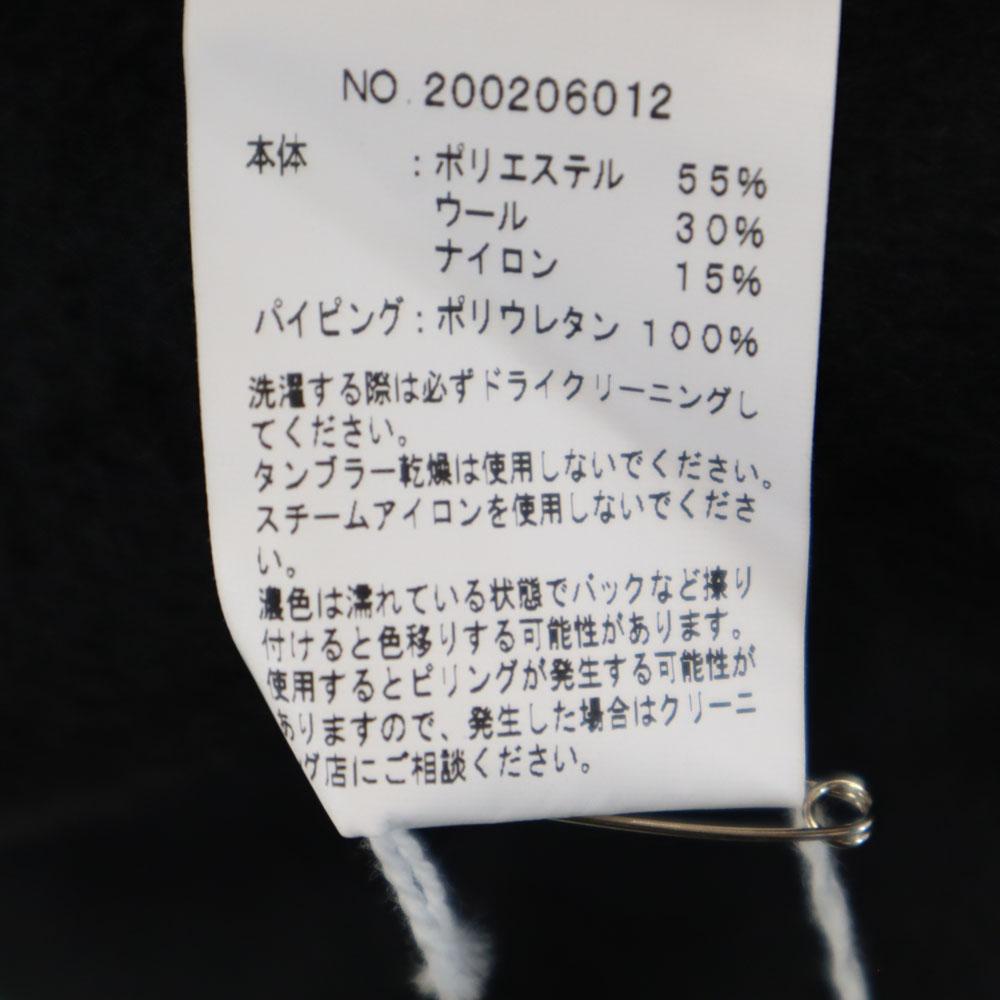 NO.200206012
本体 :ポリエステル 55%
ウール 30%
ナイロン 15%
パイピング:ポリウレタン 100%
洗濯する際は必ずドライクリーニングし
てください。
タンブラー乾燥は使用しないでください。
スチームアイロンを使用しないでくださ
い。
濃色は濡れている状態でバックなど擦り
付けると色移りする可能性があります。
使用するとピリングが発生する可能性が
ありますので、発生した場合はクリーニ
ング店にご相談ください。